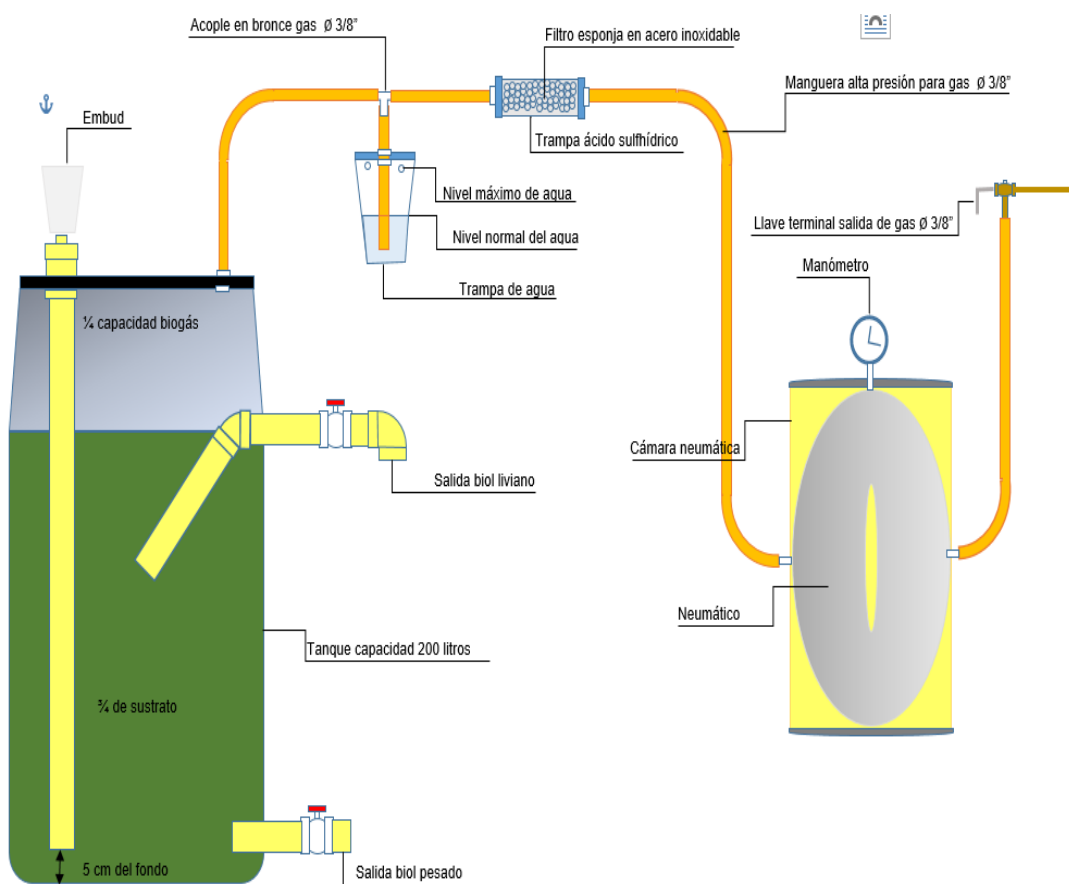 Acople en bronce gas Ø 3/8”
Filtro esponja en acero inoxidable
Manguera alta presión para gas Ø 3/8”
Embud
Trampa ácido sulfhídrico
Nivel máximo de agua
Llave terminal salida de gas Ø 3/8”
Nivel normal del agua
Manómetro
Trampa de agua
¼ capacidad biogás
Cámara neumática
Salida biol liviano
Neumático
Tanque capacidad 200 litros
¾ de sustrato
5 cm del fondo
Salida biol pesado